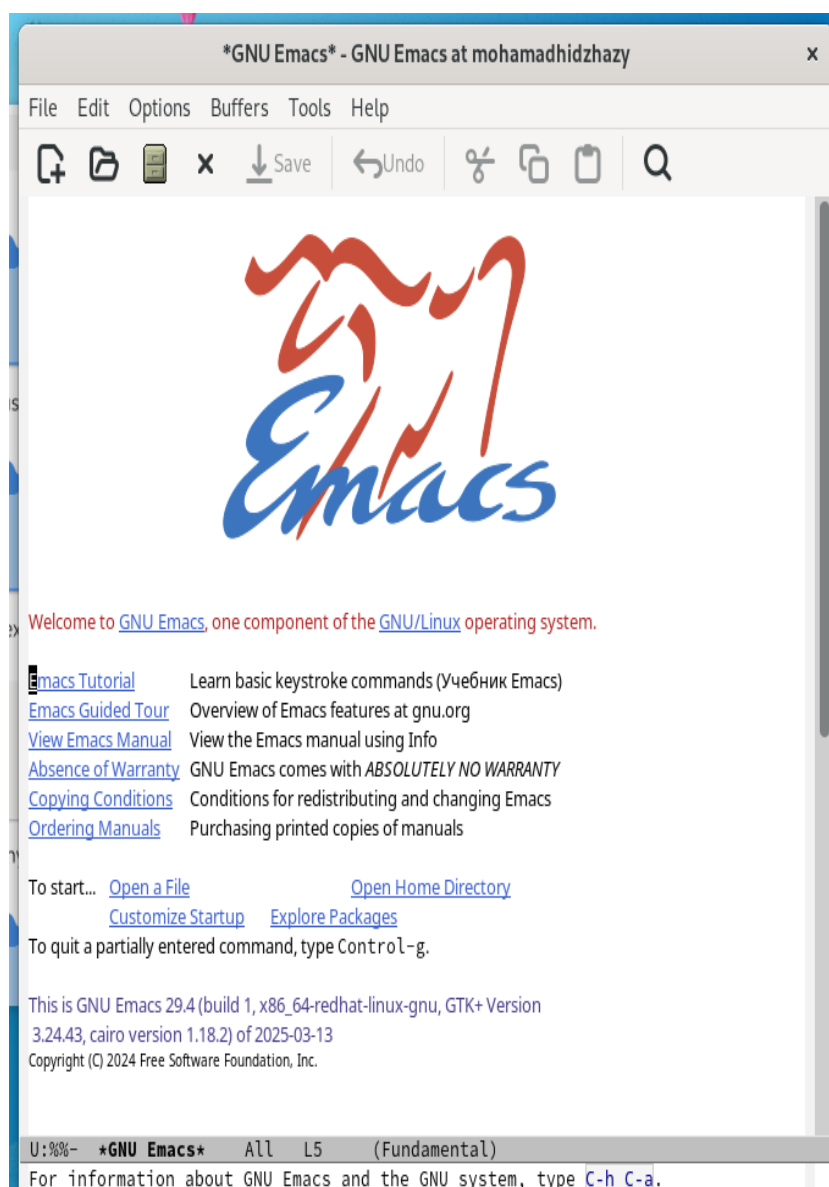 *GNU Emacs* - GNU Emacs at mohamadhidzhazy x
File Edit Options Buffers Tools Help
Save Undo
Emacs
Welcome to GNU Emacs, one component of the GNU/Linux operating system.
Emacs Tutorial Learn basic keystroke commands (Учебник Emacs)
Emacs Guided Tour Overview of Emacs features at gnu.org
View Emacs Manual View the Emacs manual using Info
Absence of Warranty GNU Emacs comes with ABSOLUTELY NO WARRANTY
Copying Conditions Conditions for redistributing and changing Emacs
Ordering Manuals Purchasing printed copies of manuals
To start... Open a File Open Home Directory
Customize Startup Explore Packages
To quit a partially entered command, type Control-g.
This is GNU Emacs 29.4 (build 1, x86_64-redhat-linux-gnu, GTK+ Version
3.24.43, cairo version 1.18.2) of 2025-03-13
Copyright (C) 2024 Free Software Foundation, Inc.
U:%%- *GNU Emacs* All L5 (Fundamental)
For information about GNU Emacs and the GNU system, type C-h C-a.